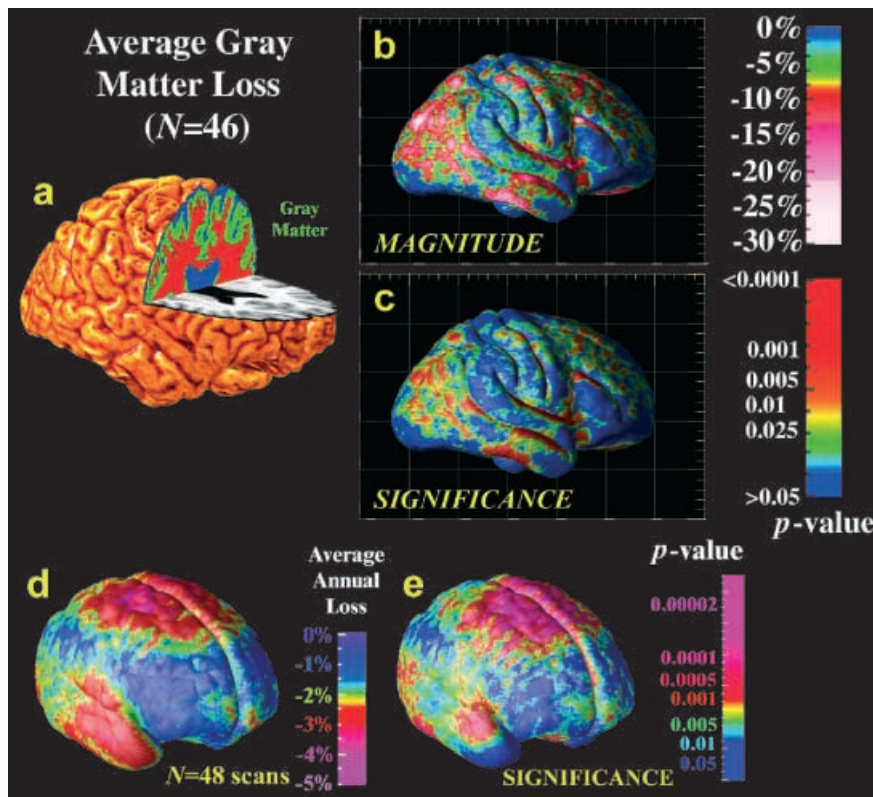 Average Gray
Matter Loss
(N=46)
a
Gray
Matter
b
MAGNITUDE
0%
-5%
-10%
-15%
-20%
-25%
-30%
c
SIGNIFICANCE
<0.0001
0.001
0.005
0.01
0.025
>0.05
p-value
d
Average
Annual
Loss
0%
-1%
-2%
-3%
-4%
-5%
N=48 scans
e
SIGNIFICANCE
p-value
0.00002
0.0001
0.0005
0.001
0.005
0.01
0.05